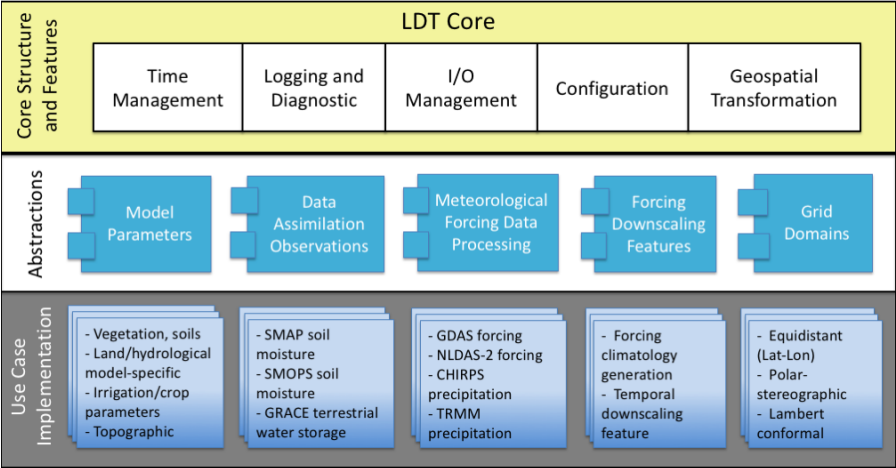 LDT Core
Core Structure
and Features
Time
Management
Logging and
Diagnostic
I/O
Management
Configuration
Geospatial
Transformation
Abstractions
Model
Parameters
Data
Assimilation
Observations
Meteorological
Forcing Data
Processing
Forcing
Downscaling
Features
Grid
Domains
Use Case
Implementation
- Vegetation, soils
- Land/hydrological
model-specific
- Irrigation/crop
parameters
- Topographic
- SMAP soil
moisture
- SMOPS soil
moisture
- GRACE terrestrial
water storage
- GDAS forcing
- NLDAS-2 forcing
- CHIRPS
precipitation
- TRMM
precipitation
- Forcing
climatology
generation
- Temporal
downscaling
feature
- Equidistant
(Lat-Lon)
- Polar-
stereographic
- Lambert
conformal